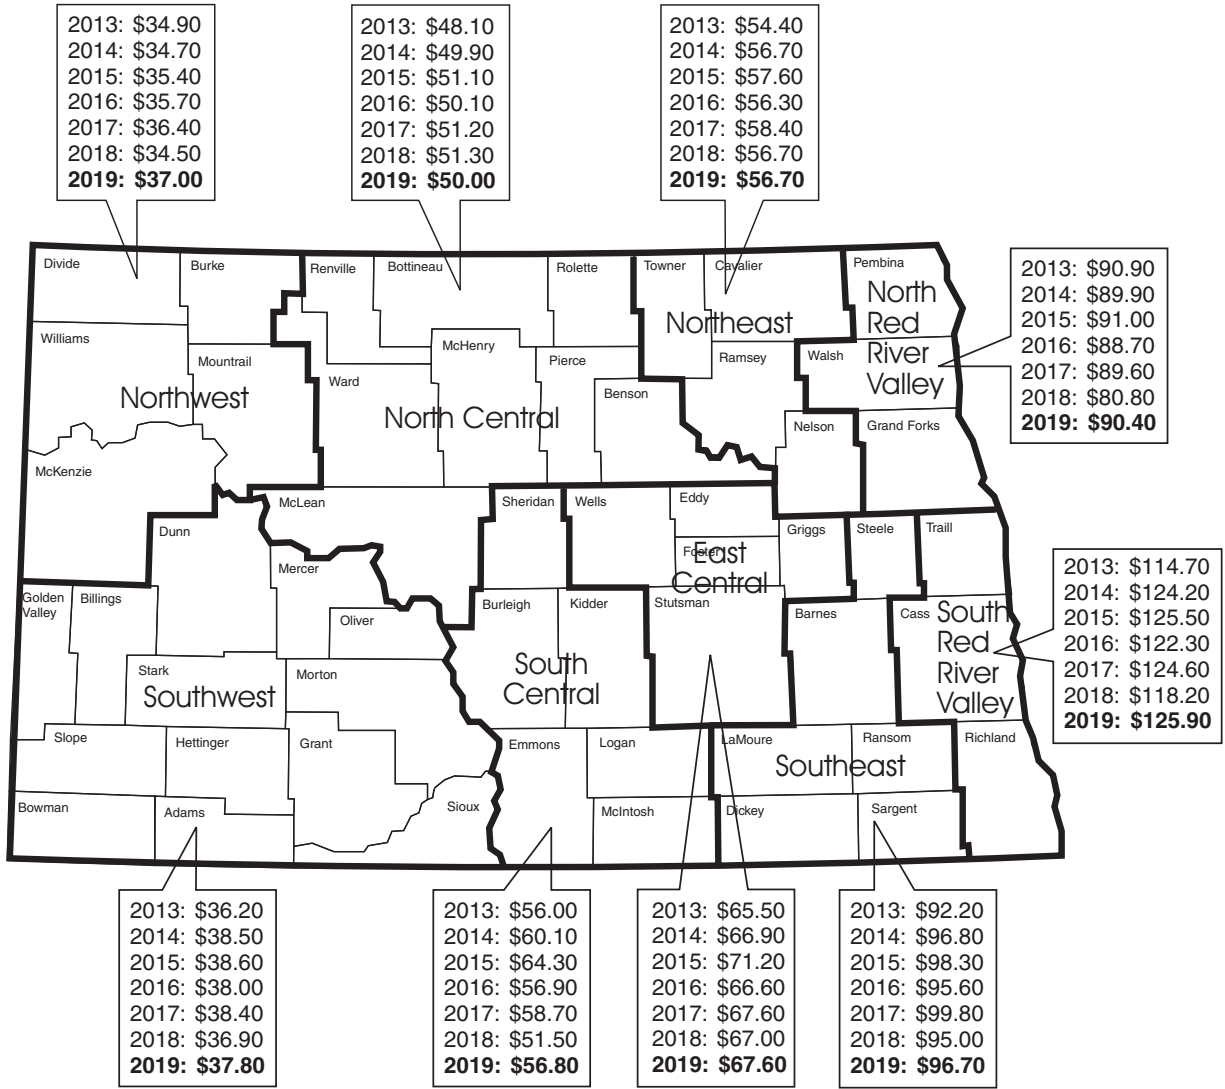 2013: $34.90
2014: $34.70
2015: $35.40
2016: $35.70
2017: $36.40
2018: $34.50
2019: $37.00
2013: $48.10
2014: $49.90
2015: $51.10
2016: $50.10
2017: $51.20
2018: $51.30
2019: $50.00
2013: $54.40
2014: $56.70
2015: $57.60
2016: $56.30
2017: $58.40
2018: $56.70
2019: $56.70
2013: $90.90
2014: $89.90
2015: $91.00
2016: $88.70
2017: $89.60
2018: $80.80
2019: $90.40
Divide
Burke
Renville
Bottineau
Rolette
Towner
Cavalier
Pembina
North
Red
River
Valley
Northeast
Williams
Mountrail
McHenry
Pierce
Ramsey
Walsh
Ward
Benson
Northwest
North Central
Nelson
Grand Forks
McKenzie
McLean
Sheridan
Wells
Eddy
Dunn
Griggs
Steele
Traill
Foster
East
Central
Mercer
2013: $114.70
2014: $124.20
2015: $125.50
2016: $122.30
2017: $124.60
2018: $118.20
2019: $125.90
Golden
Valley
Billings
Oliver
Burleigh
Kidder
Stutsman
Barnes
Cass
South
Red
River
Valley
Stark
Southwest
Morton
South
Central
Slope
Hettinger
Grant
Emmons
Logan
LaMoure
Ransom
Richland
Southeast
Bowman
Adams
Sioux
McIntosh
Dickey
Sargent
2013: $36.20
2014: $38.50
2015: $38.60
2016: $38.00
2017: $38.40
2018: $36.90
2019: $37.80
2013: $56.00
2014: $60.10
2015: $64.30
2016: $56.90
2017: $58.70
2018: $51.50
2019: $56.80
2013: $65.50
2014: $66.90
2015: $71.20
2016: $66.60
2017: $67.60
2018: $67.00
2019: $67.60
2013: $92.20
2014: $96.80
2015: $98.30
2016: $95.60
2017: $99.80
2018: $95.00
2019: $96.70